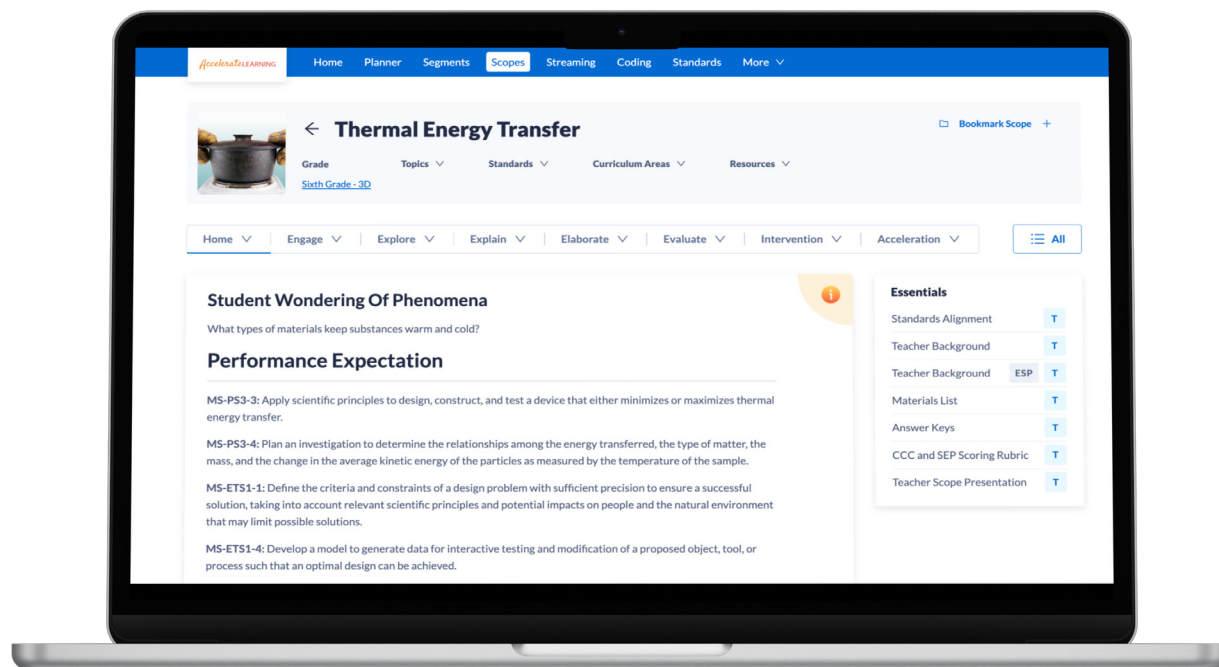 AccelerateLEARNING Home Planner Segments Scopes Streaming Coding Standards More
Thermal Energy Transfer
Bookmark Scope +
Grade Topics Standards Curriculum Areas Resources
Sixth Grade - 3D
Home Engage Explore Explain Elaborate Evaluate Intervention Acceleration All
Student Wondering Of Phenomena
What types of materials keep substances warm and cold?
Performance Expectation
MS-PS3-3: Apply scientific principles to design, construct, and test a device that either minimizes or maximizes thermal
energy transfer.
MS-PS3-4: Plan an investigation to determine the relationships among the energy transferred, the type of matter, the
mass, and the change in the average kinetic energy of the particles as measured by the temperature of the sample.
MS-ETS1-1: Define the criteria and constraints of a design problem with sufficient precision to ensure a successful
solution, taking into account relevant scientific principles and potential impacts on people and the natural environment
that may limit possible solutions.
MS-ETS1-4: Develop a model to generate data for interactive testing and modification of a proposed object, tool, or
process such that an optimal design can be achieved.
i
Essentials
Standards Alignment T
Teacher Background T
Teacher Background ESP T
Materials List T
Answer Keys T
CCC and SEP Scoring Rubric T
Teacher Scope Presentation T